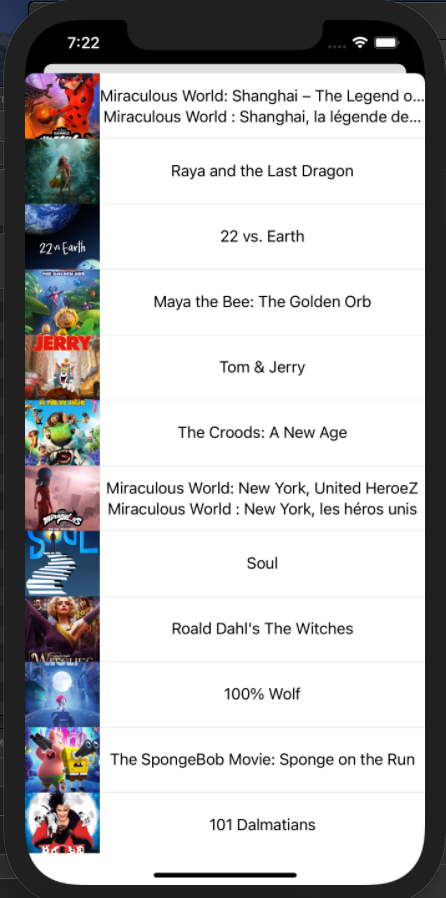 7:22
Miraculous World: Shanghai – The Legend o...
Miraculous World : Shanghai, la légende de...
Raya and the Last Dragon
22 vs Earth
22 vs. Earth
THE GOLDEN ORB
Maya the Bee: The Golden Orb
JERRY
Tom & Jerry
A NEW AGE
The Croods: A New Age
Miraculous World: New York, United HeroeZ
Miraculous World : New York, les héros unis
Miraculous
SOUL
Soul
Roald Dahl's The Witches
WITCHES
100% Wolf
The SpongeBob Movie: Sponge on the Run
101 Dalmatians